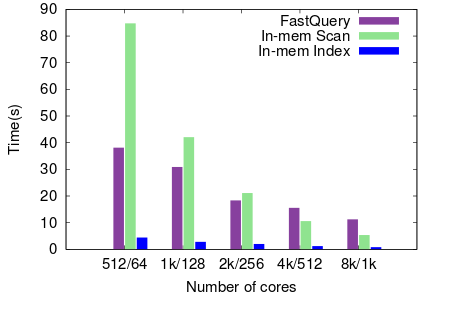 90
80
70
60
50
40
30
20
10
0
Time(s)
FastQuery
In-mem Scan
In-mem Index
512/64 1k/128 2k/256 4k/512 8k/1k
Number of cores